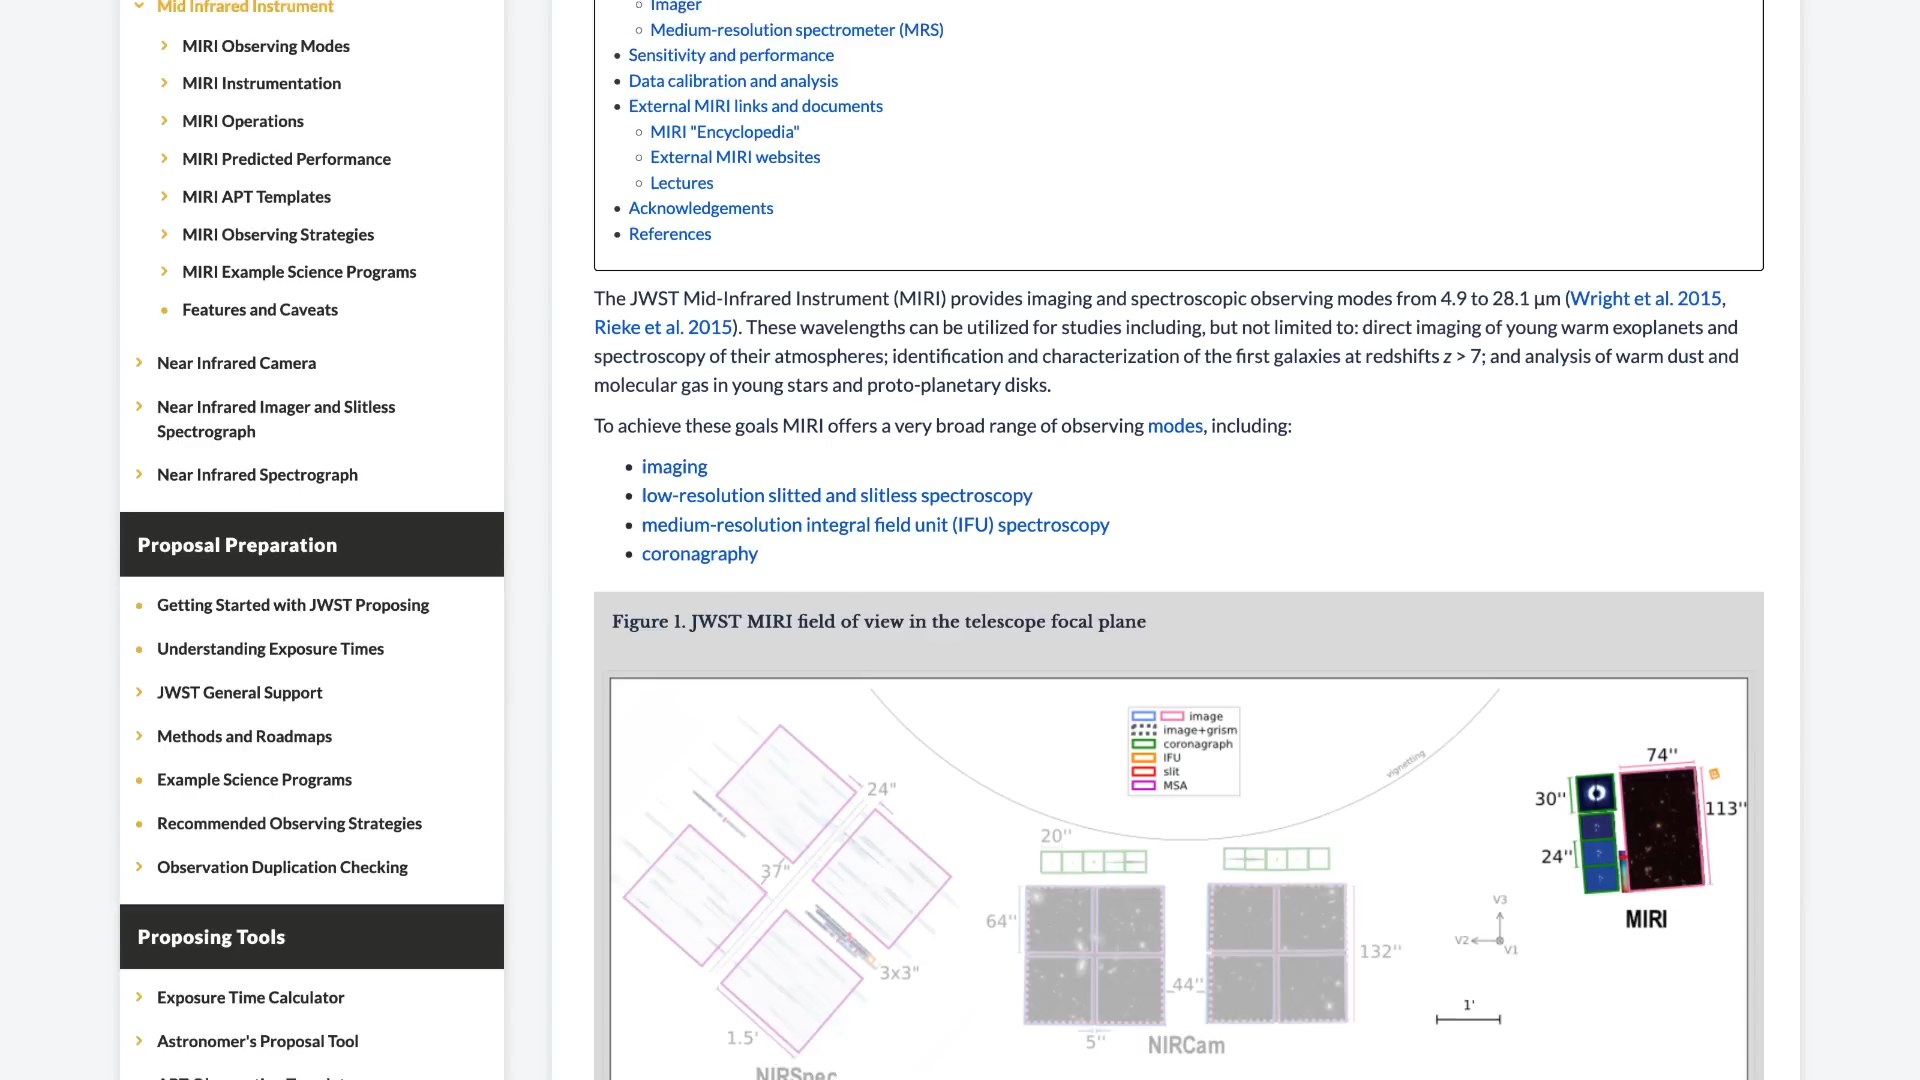 Mid Infrared Instrument
MIRI Observing Modes
MIRI Instrumentation
MIRI Operations
MIRI Predicted Performance
MIRI APT Templates
MIRI Observing Strategies
MIRI Example Science Programs
Features and Caveats
Near Infrared Camera
Near Infrared Imager and Slitless
Spectrograph
Near Infrared Spectrograph
Proposal Preparation
Getting Started with JWST Proposing
Understanding Exposure Times
JWST General Support
Methods and Roadmaps
Example Science Programs
Recommended Observing Strategies
Observation Duplication Checking
Proposing Tools
Exposure Time Calculator
Astronomer's Proposal Tool
Imager
Medium-resolution spectrometer (MRS)
Sensitivity and performance
Data calibration and analysis
External MIRI links and documents
MIRI "Encyclopedia"
External MIRI websites
Lectures
Acknowledgements
References
The JWST Mid-Infrared Instrument (MIRI) provides imaging and spectroscopic observing modes from 4.9 to 28.1 μm (Wright et al. 2015,
Rieke et al. 2015). These wavelengths can be utilized for studies including, but not limited to: direct imaging of young warm exoplanets and
spectroscopy of their atmospheres; identification and characterization of the first galaxies at redshifts z > 7; and analysis of warm dust and
molecular gas in young stars and proto-planetary disks.
To achieve these goals MIRI offers a very broad range of observing modes, including:
imaging
low-resolution slitted and slitless spectroscopy
medium-resolution integral field unit (IFU) spectroscopy
coronagraphy
Figure 1. JWST MIRI field of view in the telescope focal plane
image
image+grism
coronagraph
IFU
slit
MSA
vignetting
24"
37"
3x3"
1.5'
NIRSpec
20''
64''
44''
132''
5''
NIRCam
74''
30''
113''
24''
MIRI
V3
V2
V1
1'